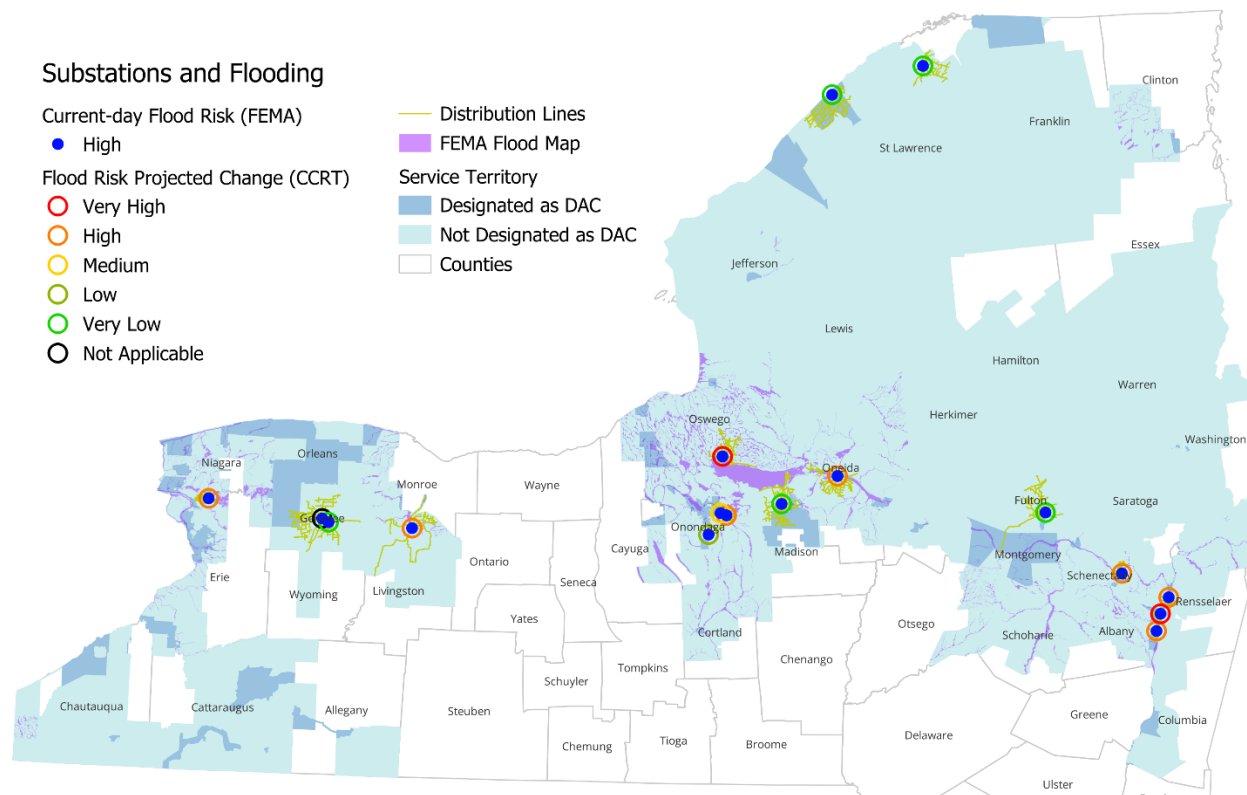 Substations and Flooding
Current-day Flood Risk (FEMA)
High
Flood Risk Projected Change (CCRT)
Very High
High
Medium
Low
Very Low
Not Applicable
Distribution Lines
FEMA Flood Map
Service Territory
Designated as DAC
Not Designated as DAC
Counties
Clinton
Franklin
St Lawrence
Essex
Jefferson
Lewis
Hamilton
Warren
Herkimer
Oswego
Washington
Orleans
Niagara
Oneida
Monroe
Wayne
Fulton
Saratoga
Onondaga
Madison
Cayuga
Montgomery
Ontario
Seneca
Schenectady
Erie
Wyoming
Livingston
Rensselaer
Yates
Otsego
Schoharie
Albany
Cortland
Chenango
Tompkins
Schuyler
Chautauqua
Cattaraugus
Allegany
Steuben
Greene
Columbia
Delaware
Chemung
Tioga
Broome
Ulster